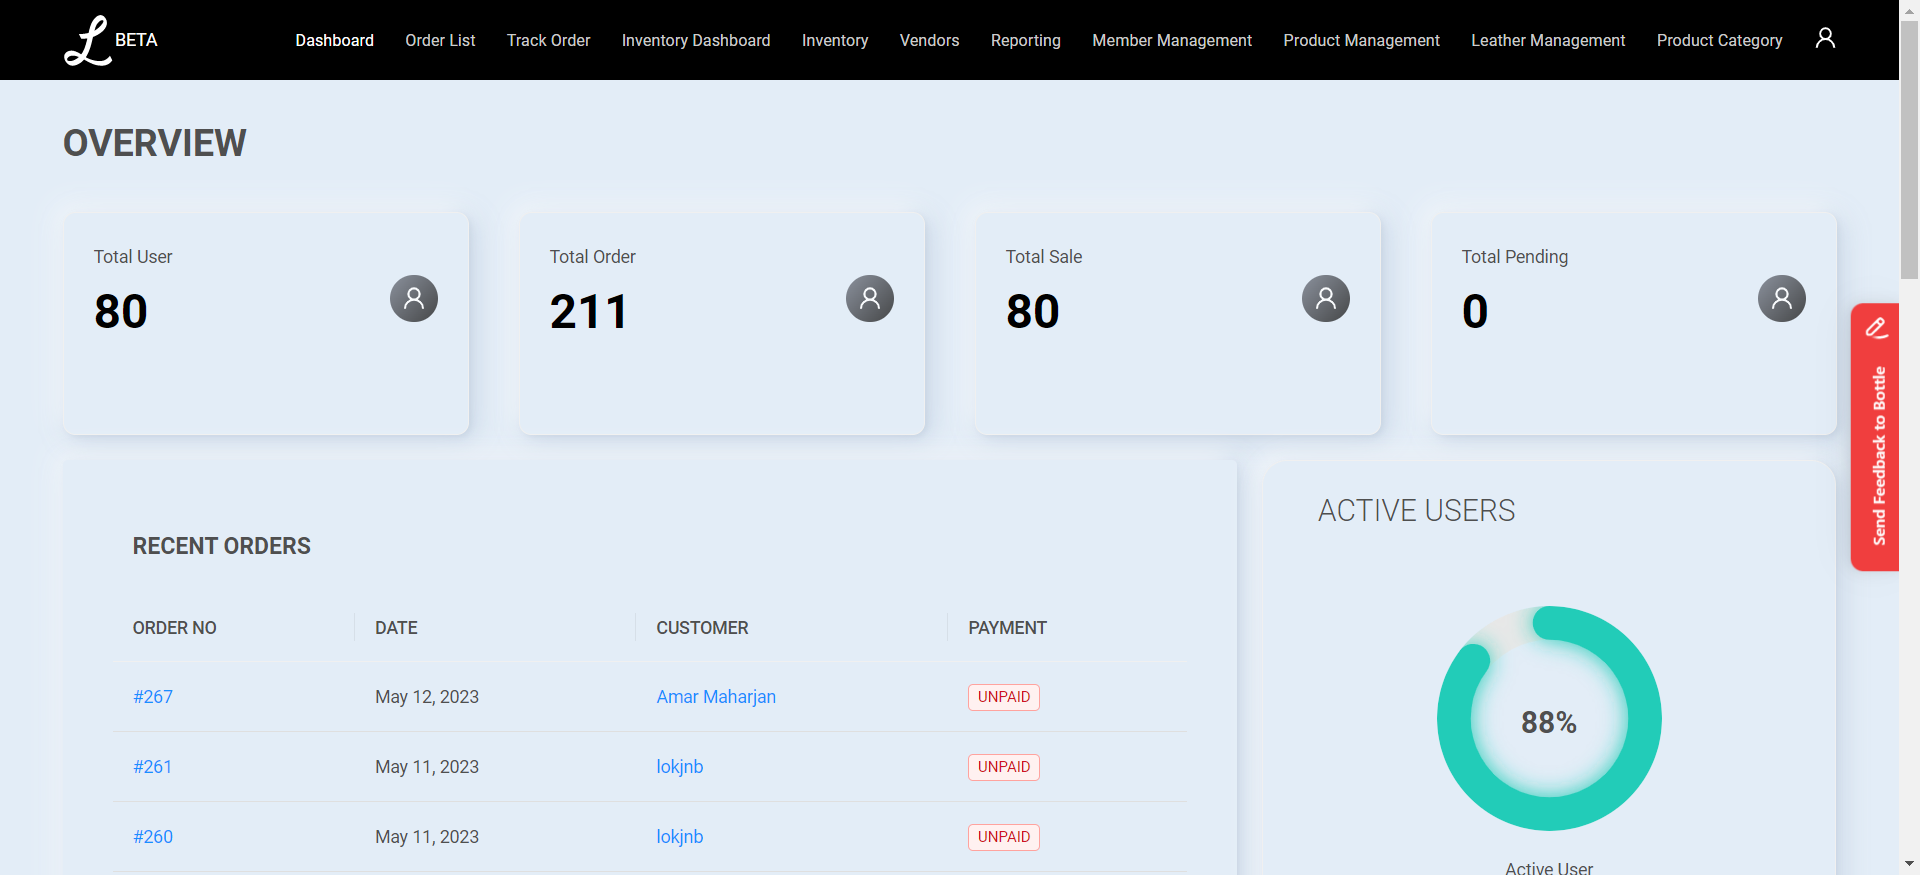 L BETA Dashboard Order List Track Order Inventory Dashboard Inventory Vendors Reporting Member Management Product Management Leather Management Product Category
OVERVIEW
Total User
80
Total Order
211
Total Sale
80
Total Pending
0
Send Feedback to Bottle
RECENT ORDERS
ORDER NO DATE CUSTOMER PAYMENT
#267 May 12, 2023 Amar Maharjan UNPAID
#261 May 11, 2023 lokjnb UNPAID
#260 May 11, 2023 lokjnb UNPAID
ACTIVE USERS
88%
Active User